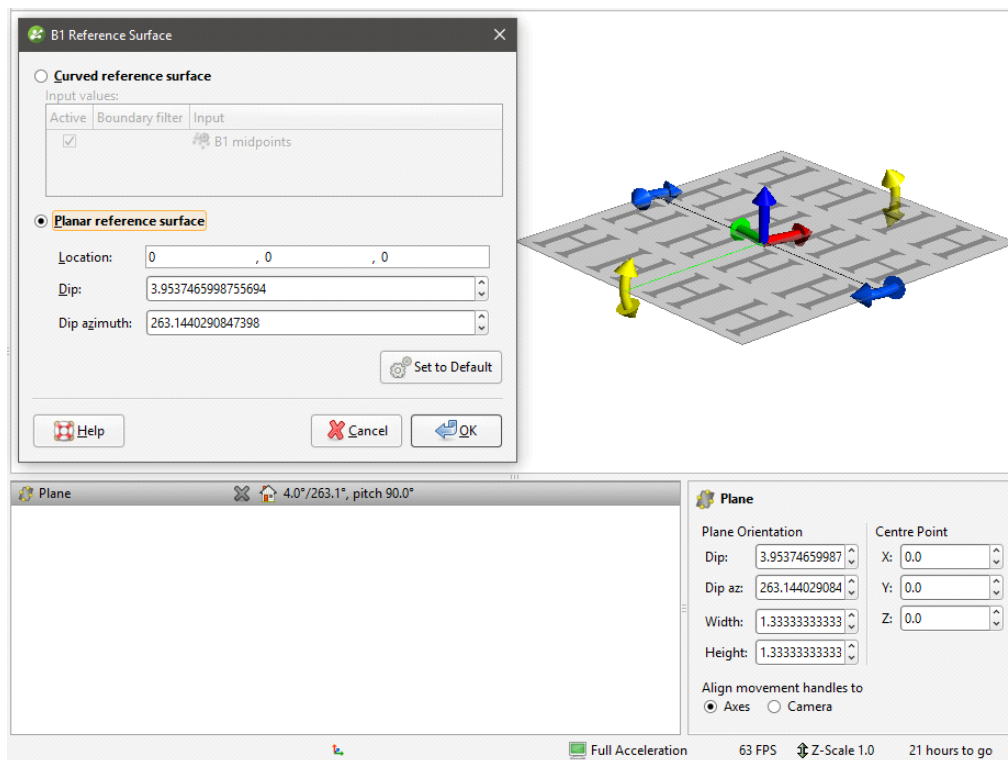 B1 Reference Surface
Curved reference surface
Input values:
Active Boundary filter Input
B1 midpoints
Planar reference surface
Location: 0 , 0 , 0
Dip: 3.9537465998755694
Dip azimuth: 263.1440290847398
Set to Default
Help Cancel OK
H H H H H H H H H H H H H H H H H H H H H H H H H
Plane 4.0°/263.1°, pitch 90.0°
Plane
Plane Orientation Centre Point
Dip: 3.95374659987 X: 0.0
Dip az: 263.144029084 Y: 0.0
Width: 1.33333333333 Z: 0.0
Height: 1.33333333333
Align movement handles to
Axes Camera
Full Acceleration 63 FPS Z-Scale 1.0 21 hours to go